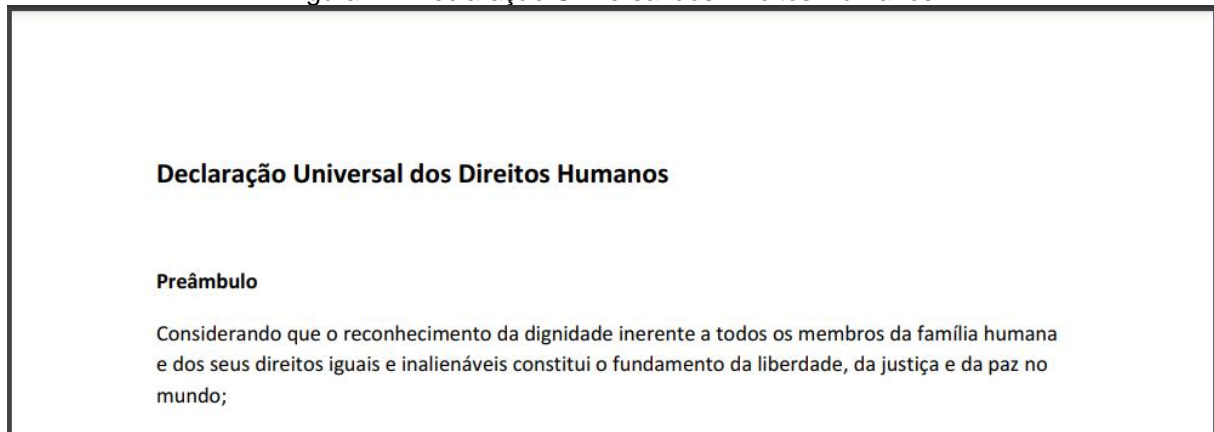 Declaração Universal dos Direitos Humanos
Preâmbulo
Considerando que o reconhecimento da dignidade inerente a todos os membros da família humana
e dos seus direitos iguais e inalienáveis constitui o fundamento da liberdade, da justiça e da paz no
mundo;